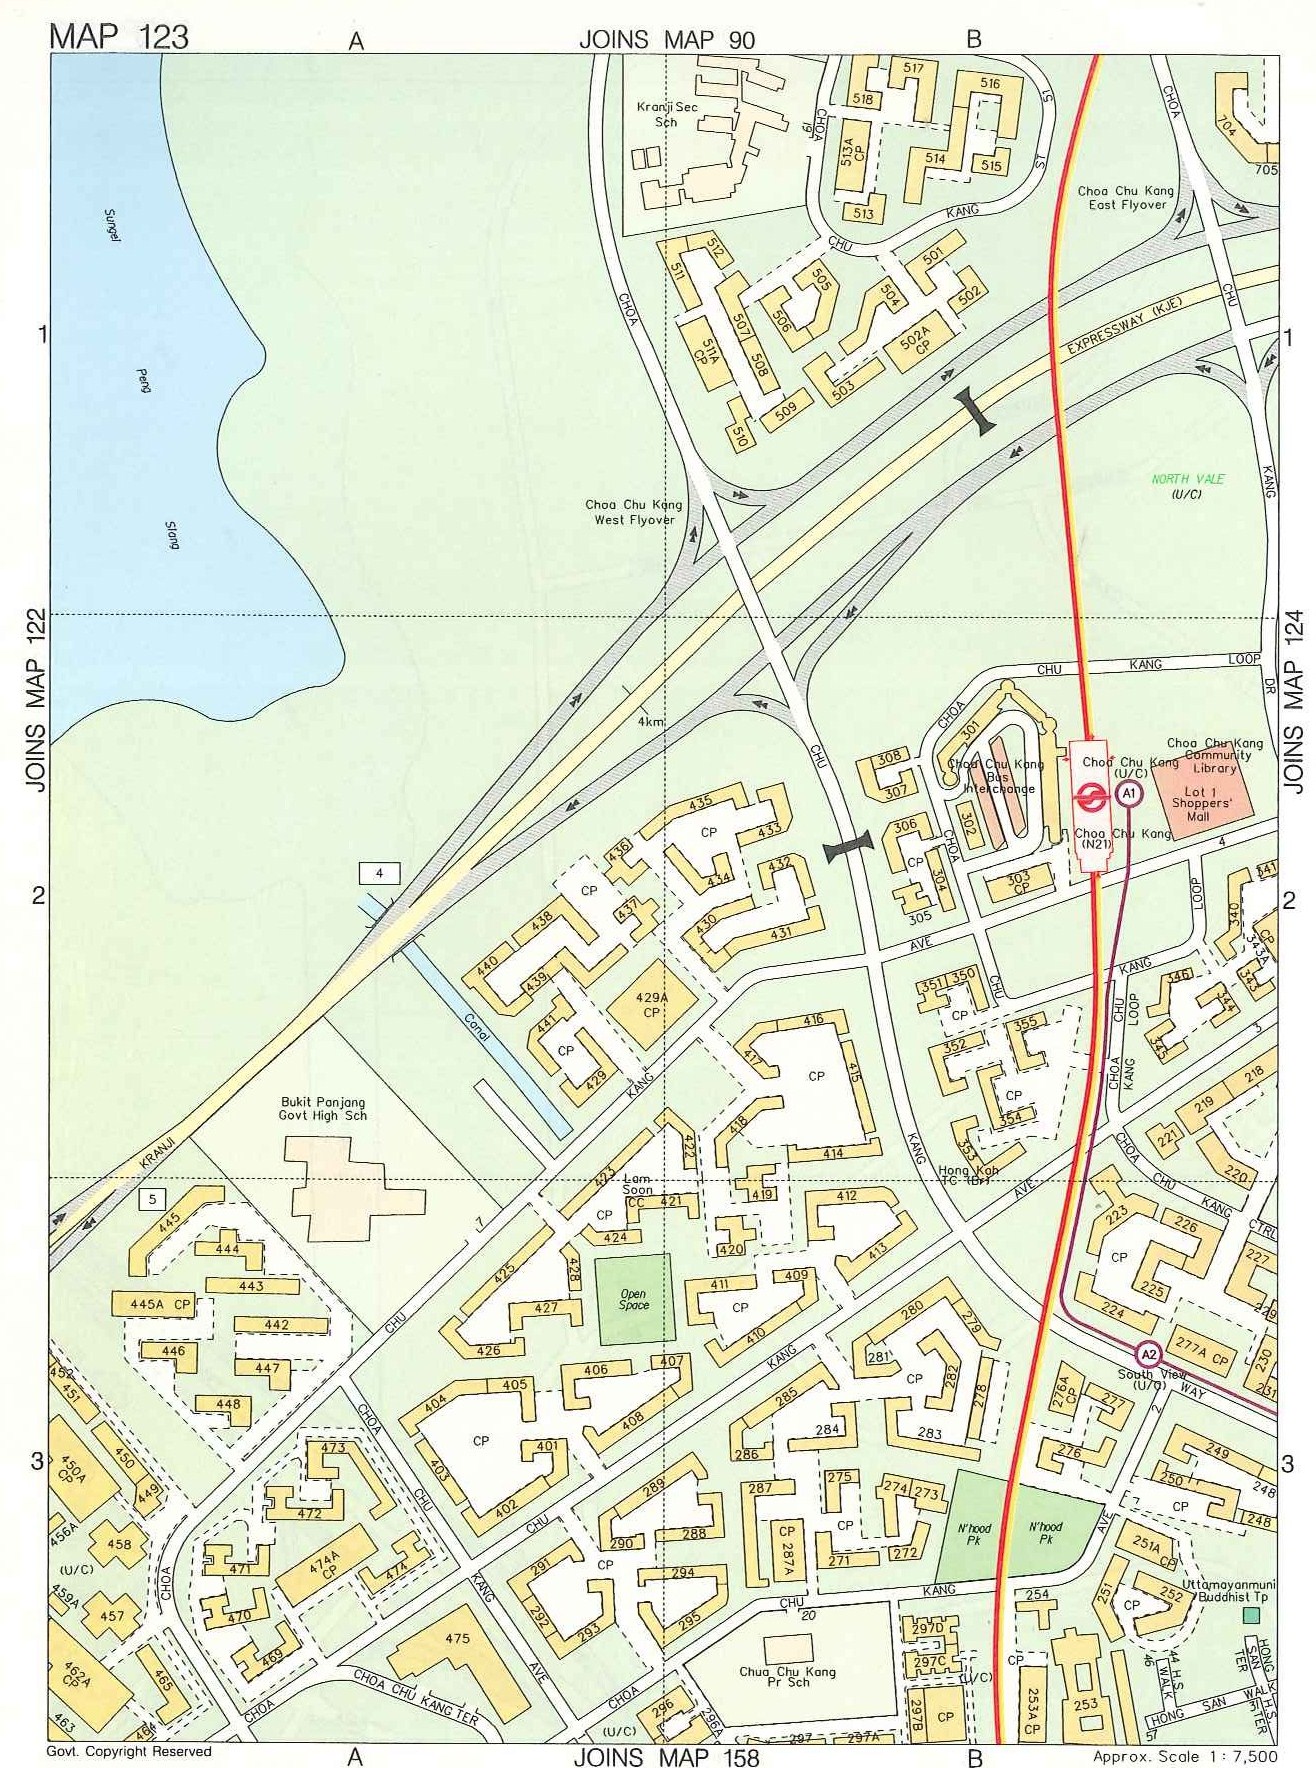 MAP 123
A
JOINS MAP 90
B
Kranji Sec
Sch
CHOA
19
518
517
516
51
ST
513A
CP
514
515
513
KANG
CHU
CHOA
704
705
Choa Chu Kang
East Flyover
Sungei
Peng
Siang
512
511
501
505
502
504
506
507
511A
CP
508
502A
CP
503
509
510
CHOA
CHU
EXPRESSWAY (KJE)
1
1
KANG
NORTH VALE
(U/C)
Choa Chu Kang
West Flyover
JOINS MAP 122
JOINS MAP 124
CHU
KANG
LOOP
DR
4km
CHOA
301
CHU
308
307
Choa Chu Kang
Bus
Interchange
Choa Chu Kang
(U/C)
A1
Choa Chu Kang
Community
Library
Lot 1
Shoppers'
Mall
Choa Chu Kang
(N21)
302
306
CP
304
305
CHOA
303
CP
4
435
CP
433
436
432
434
CP
437
438
430
431
440
439
4
2
2
AVE
LOOP
341
340
CP
343A
343
KANG
346
344
345
429A
CP
441
CP
429
Canal
KANG
351
350
CP
CHU
352
355
CP
354
353
CHU
LOOP
CHOA
KANG
3
416
417
CP
415
418
414
KANG
Hong Kah
TC (Br)
AVE
218
219
221
220
CHOA
CHU
KANG
CTRL
Bukit Panjang
Govt High Sch
KRANJI
5
7
423
422
Lam
Soon
CC
421
CP
424
419
420
412
413
223
226
CP
225
224
227
229
230
231
277A CP
A2
South View
(U/C)
WAY
445
444
443
445A CP
442
446
447
448
CHU
425
428
427
426
Open
Space
411
409
CP
410
280
279
281
CP
282
278
283
KANG
285
284
286
276A
CP
277
276
2
249
250
CP
248
248
452
451
450A
CP
450
449
456A
458
(U/C)
459A
457
462A
CP
465
463
464
3
3
CHOA
404
405
406
407
408
CP
401
403
402
CHU
CHU
289
290
288
287
CP
287A
275
274
273
CP
272
271
N'hood
Pk
N'hood
Pk
AVE
473
472
471
474A
CP
474
470
469
CHOA
291
CP
294
292
293
295
KANG
AVE
CHU
20
KANG
254
251A
CP
251
CP
252
Uttamayanmuni
Buddhist Tp
475
CHOA
CHOA CHU KANG TER
CHOA
(U/C)
296
296A
Chua Chu Kang
Pr Sch
297
297A
297D
297C
(U/C)
297B
CP
CP
253A
CP
253
46
WALK
44 H.S.
HONG SAN WALK
57
SAN
TER
HONG
H.S.
TER
Govt. Copyright Reserved
A
JOINS MAP 158
B
Approx. Scale 1 : 7,500